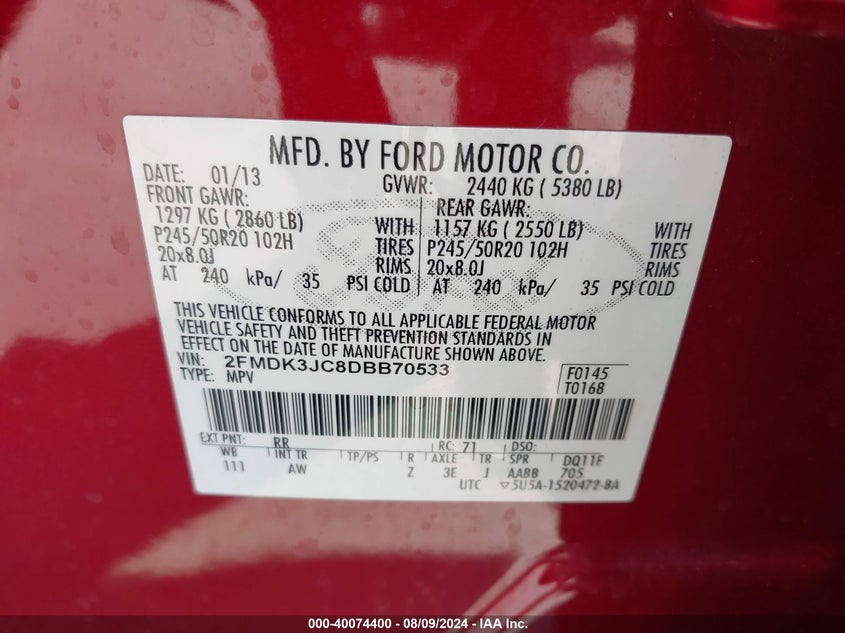 MFD. BY FORD MOTOR CO.
DATE: 01/13 GVWR: 2440 KG ( 5380 LB)
FRONT GAWR: REAR GAWR:
1297 KG ( 2860 LB) WITH 1157 KG ( 2550 LB) WITH
P245/50R20 102H TIRES P245/50R20 102H TIRES
20x8.0J RIMS 20x8.0J RIMS
AT 240 kPa/ 35 PSI COLD AT 240 kPa/ 35 PSI COLD
THIS VEHICLE CONFORMS TO ALL APPLICABLE FEDERAL MOTOR
VEHICLE SAFETY AND THEFT PREVENTION STANDARDS IN
EFFECT ON THE DATE OF MANUFACTURE SHOWN ABOVE.
VIN: 2FMDK3JC8DBB70533 F0145
TYPE: MPV T0168
EXT PNT: RR RC: 71 DSO:
WB INT TR TP/PS R AXLE TR SPR DQ11F
111 AW Z 3E J AABB 705
UTC ▽5U5A-1520472-BA
000-40074400 - 08/09/2024 - IAA Inc.